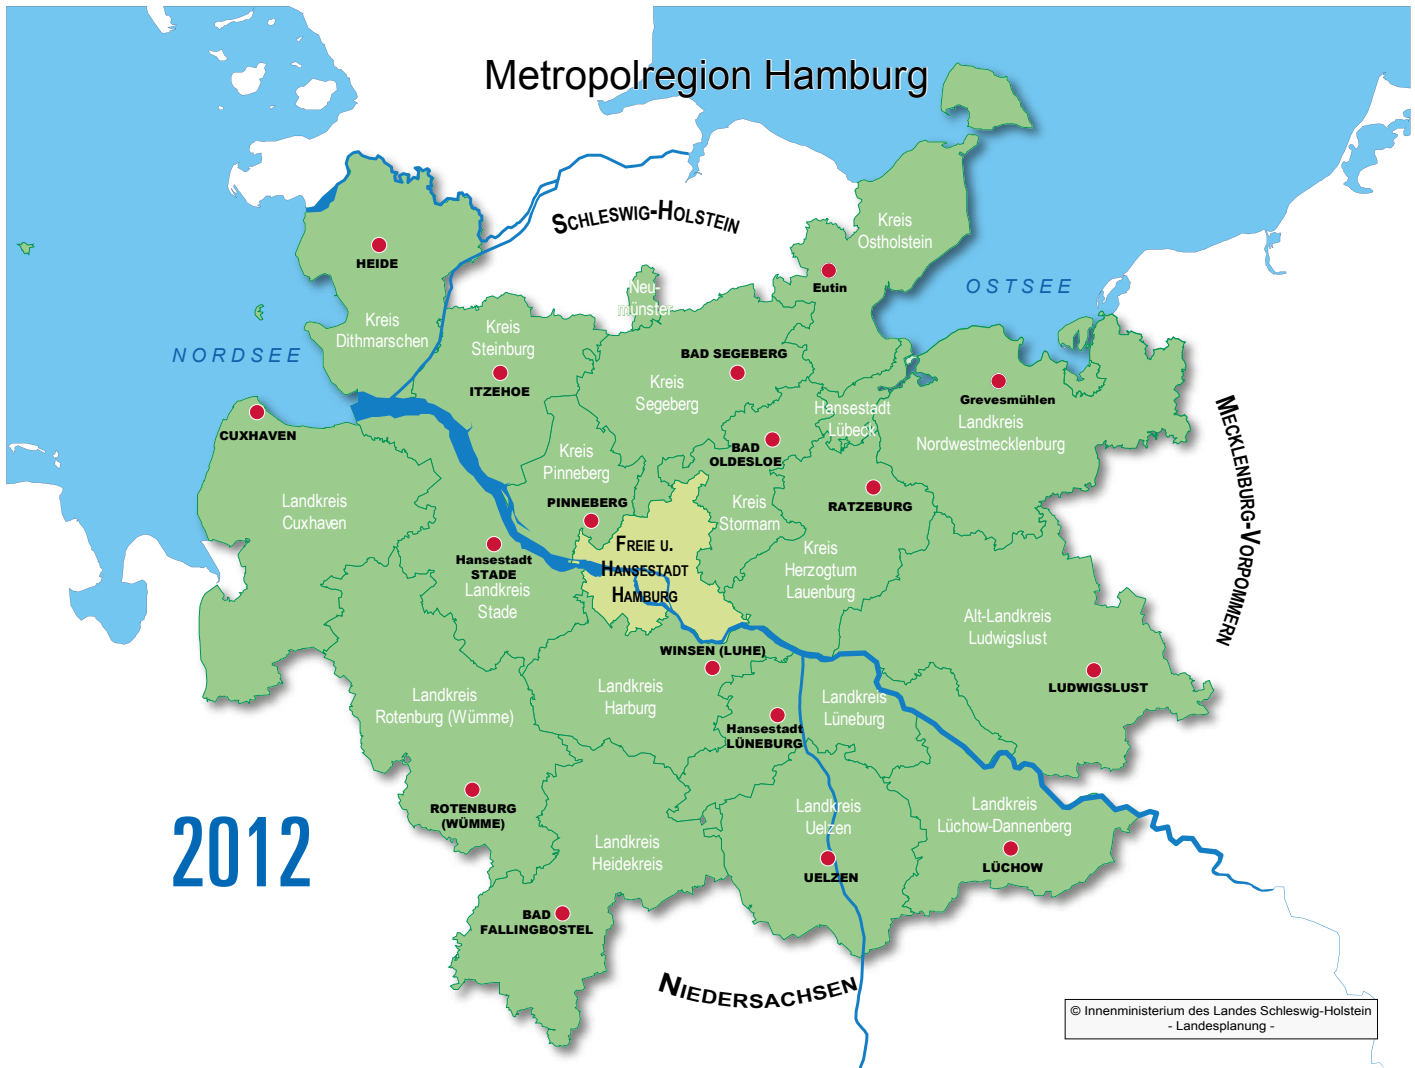 Metropolregion Hamburg
SCHLESWIG-HOLSTEIN
Kreis
Ostholstein
HEIDE
Eutin
OSTSEE
Neu-
münster
Kreis
Dithmarschen
Kreis
Steinburg
NORDSEE
BAD SEGEBERG
ITZEHOE
Kreis
Segeberg
Grevesmühlen
Hansestadt
Lübeck
Landkreis
Nordwestmecklenburg
MECKLENBURG-VORPOMMERN
CUXHAVEN
BAD
OLDESLOE
Kreis
Pinneberg
Landkreis
Cuxhaven
PINNEBERG
Kreis
Stormarn
RATZEBURG
FREIE U.
HANSESTADT
HAMBURG
Hansestadt
STADE
Landkreis
Stade
Kreis
Herzogtum
Lauenburg
Alt-Landkreis
Ludwigslust
WINSEN (LUHE)
LUDWIGSLUST
Landkreis
Rotenburg (Wümme)
Landkreis
Harburg
Landkreis
Lüneburg
Hansestadt
LÜNEBURG
ROTENBURG
(WÜMME)
Landkreis
Uelzen
Landkreis
Lüchow-Dannenberg
2012
Landkreis
Heidekreis
UELZEN
LÜCHOW
BAD
FALLINGBOSTEL
NIEDERSACHSEN
© Innenministerium des Landes Schleswig-Holstein
- Landesplanung -